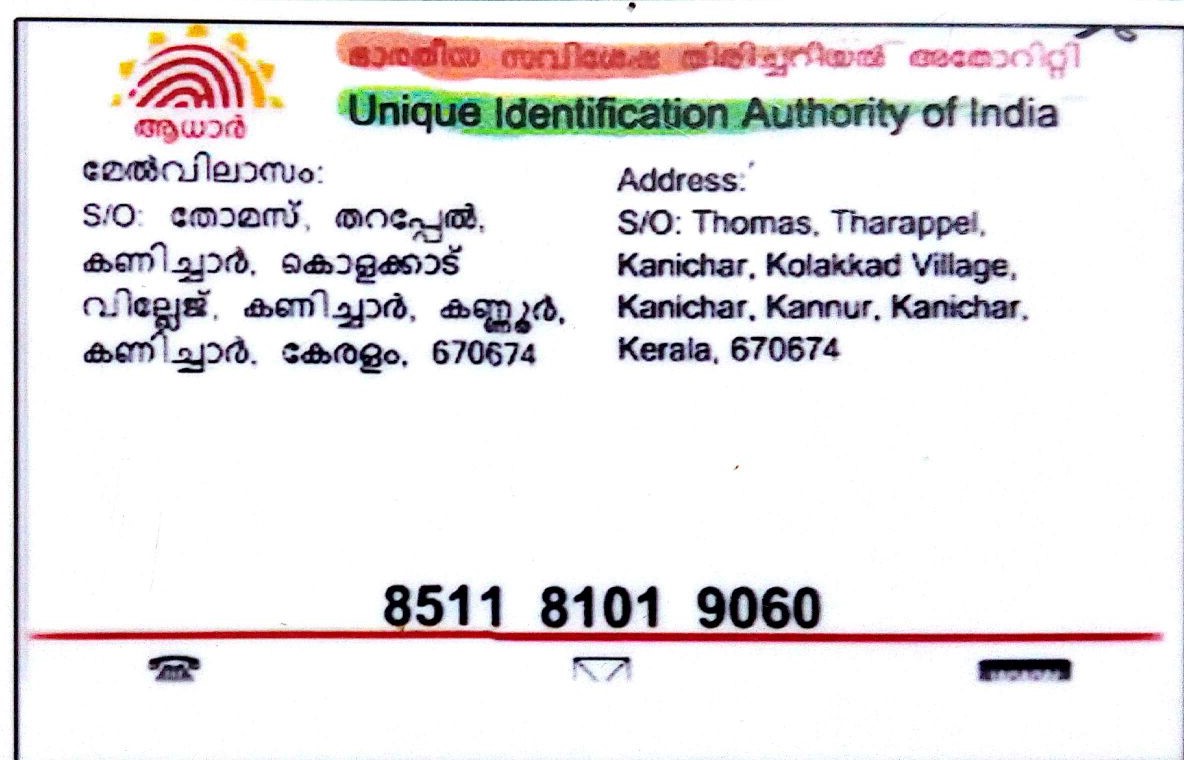 ഭാരതീയ സവിശേഷ തിരിച്ചറിയൽ അതോറിറ്റി
Unique Identification Authority of India
ആധാർ
മേൽവിലാസം:
S/O: തോമസ്, തറപ്പേൽ,
കണിച്ചാർ, കൊളക്കാട്
വില്ലേജ്, കണിച്ചാർ, കണ്ണൂർ,
കണിച്ചാർ, കേരളം, 670674
Address:
S/O: Thomas, Tharappel,
Kanichar, Kolakkad Village,
Kanichar, Kannur, Kanichar,
Kerala, 670674
8511 8101 9060